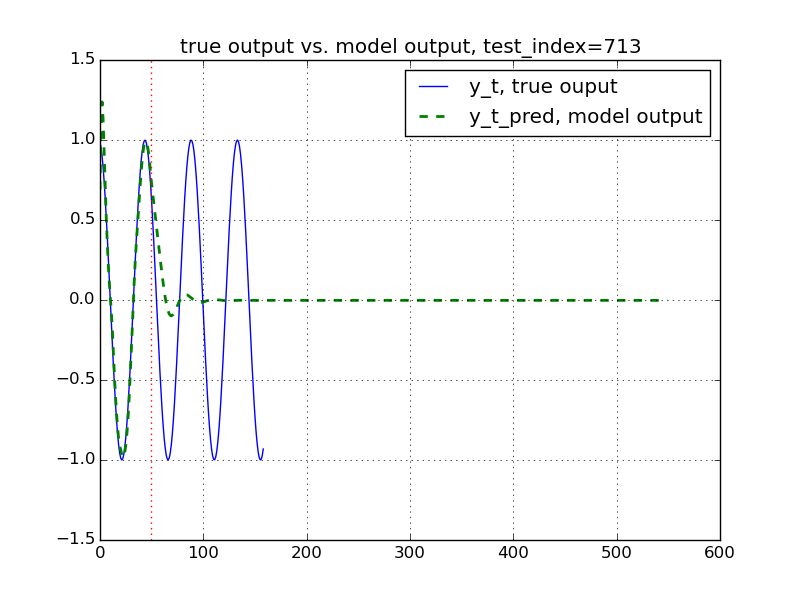 true output vs. model output, test_index=713
y_t, true ouput
y_t_pred, model output
1.5
1.0
0.5
0.0
−0.5
−1.0
−1.5
0 100 200 300 400 500 600